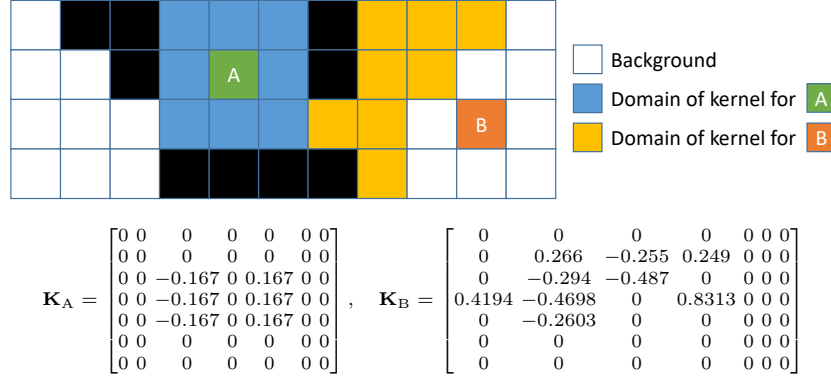 A
B
Background
Domain of kernel for A
Domain of kernel for B
0 0 0 0 0 0 0 0 0 0 0 0 0 0
0 0 0 0 0 0 0 0 0.266 −0.255 0.249 0 0 0
0 0 −0.167 0 0.167 0 0 0 −0.294 −0.487 0 0 0 0
K_A = 0 0 −0.167 0 0.167 0 0 , K_B = 0.4194 −0.4698 0 0.8313 0 0 0
0 0 −0.167 0 0.167 0 0 0 −0.2603 0 0 0 0 0
0 0 0 0 0 0 0 0 0 0 0 0 0 0
0 0 0 0 0 0 0 0 0 0 0 0 0 0